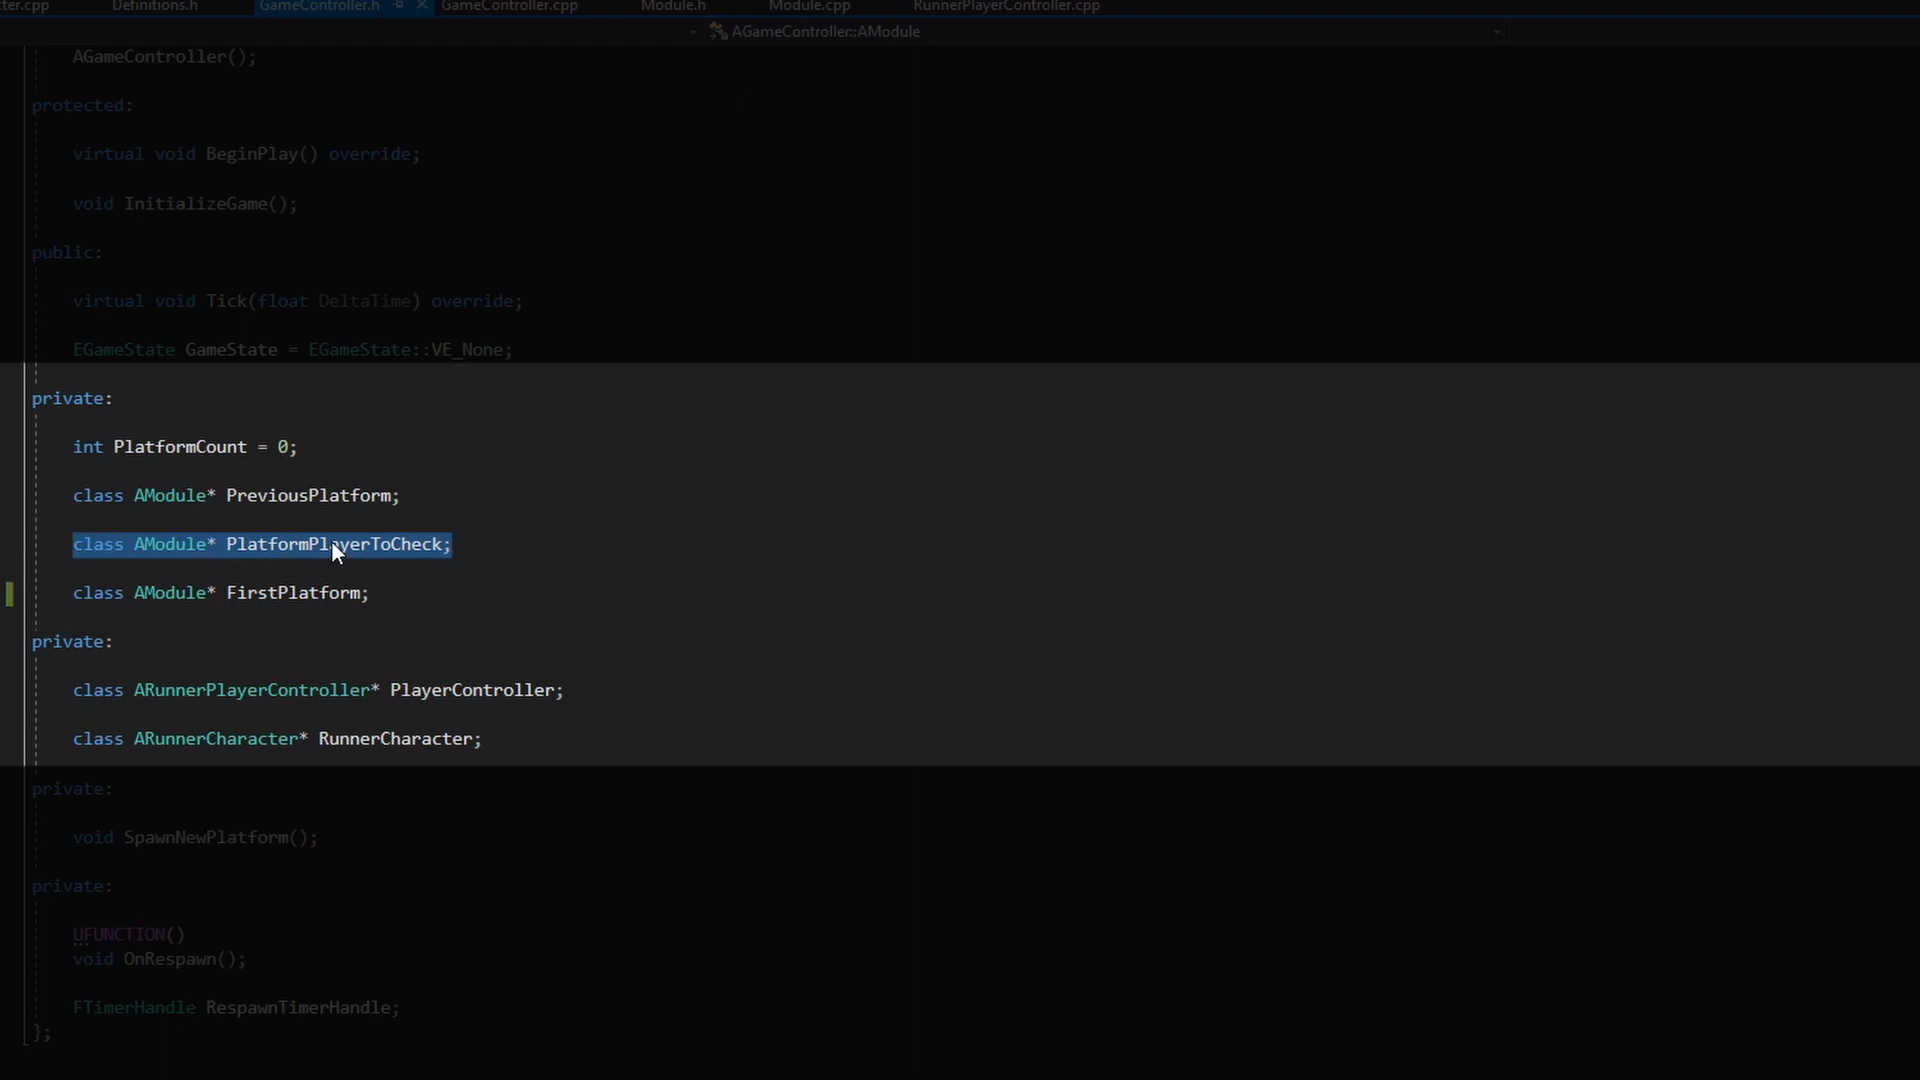 ter.cpp Definitions.h GameController.h GameController.cpp Module.h Module.cpp RunnerPlayerController.cpp
AGameController::AModule
AGameController();
protected:
virtual void BeginPlay() override;
void InitializeGame();
public:
virtual void Tick(float DeltaTime) override;
EGameState GameState = EGameState::VE_None;
private:
int PlatformCount = 0;
class AModule* PreviousPlatform;
class AModule* PlatformPlayerToCheck;
class AModule* FirstPlatform;
private:
class ARunnerPlayerController* PlayerController;
class ARunnerCharacter* RunnerCharacter;
private:
void SpawnNewPlatform();
private:
UFUNCTION()
void OnRespawn();
FTimerHandle RespawnTimerHandle;
};